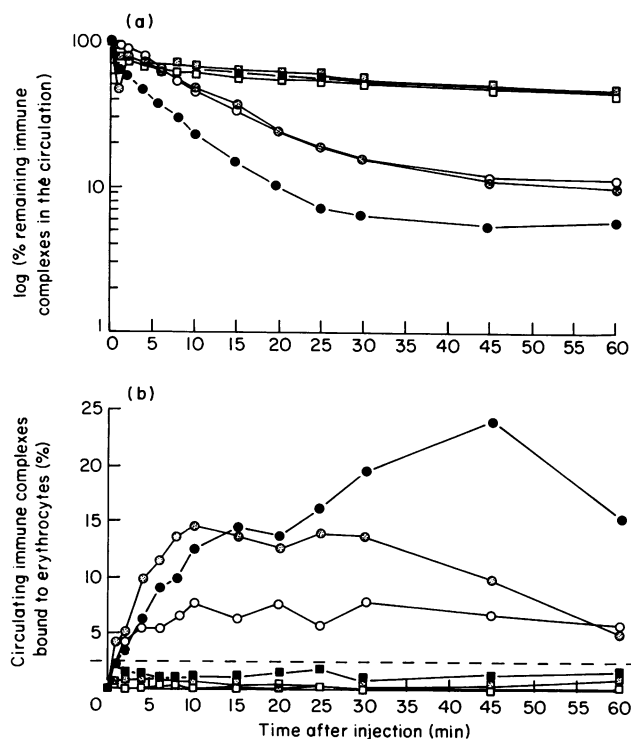 (a)
100
10
1
log (% remaining immune
complexes in the circulation)
0 5 10 15 20 25 30 35 40 45 50 55 60
(b)
25
20
15
10
5
0
Circulating immune complexes
bound to erythrocytes (%)
0 5 10 15 20 25 30 35 40 45 50 55 60
Time after injection (min)